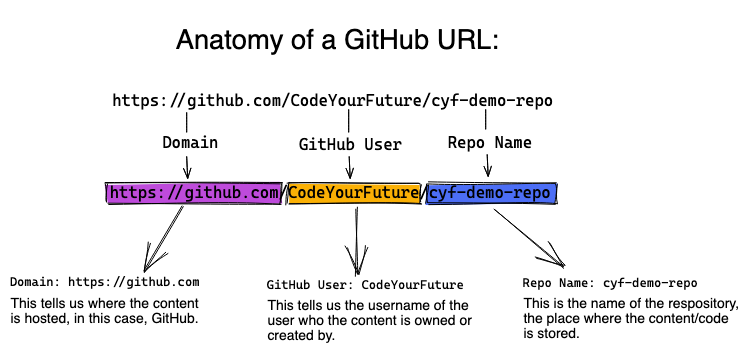 Anatomy of a GitHub URL:
https://github.com/CodeYourFuture/cyf-demo-repo
Domain
GitHub User
Repo Name
https://github.com/CodeYourFuture/cyf-demo-repo
Domain: https://github.com
This tells us where the content
is hosted, in this case, GitHub.
GitHub User: CodeYourFuture
This tells us the username of the
user who the content is owned or
created by.
Repo Name: cyf-demo-repo
This is the name of the respository,
the place where the content/code
is stored.